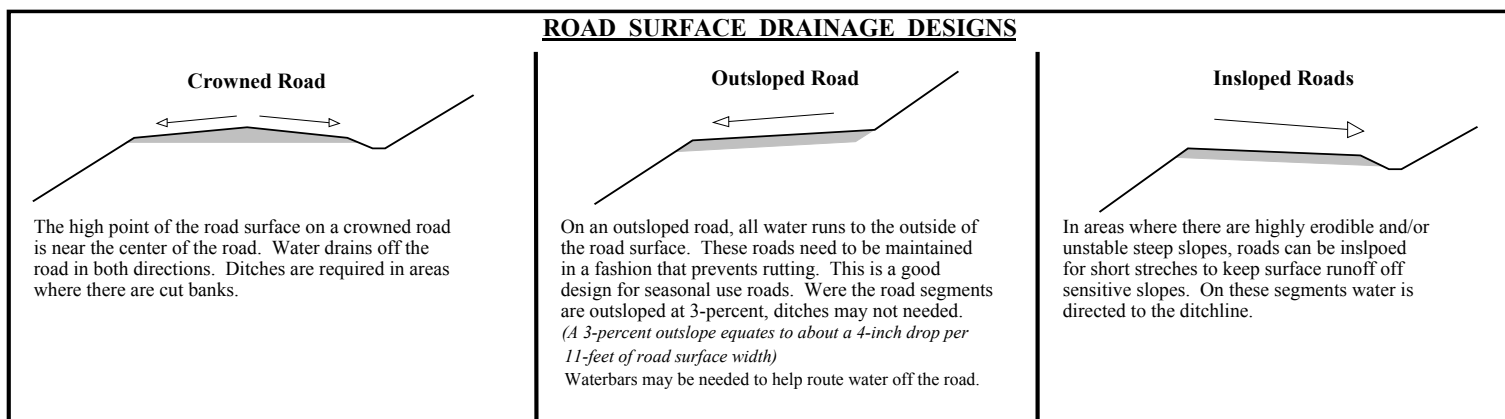 ROAD SURFACE DRAINAGE DESIGNS
Crowned Road
The high point of the road surface on a crowned road
is near the center of the road. Water drains off the
road in both directions. Ditches are required in areas
where there are cut banks.
Outsloped Road
On an outsloped road, all water runs to the outside of
the road surface. These roads need to be maintained
in a fashion that prevents rutting. This is a good
design for seasonal use roads. Were the road segments
are outsloped at 3-percent, ditches may not needed.
(A 3-percent outslope equates to about a 4-inch drop per
11-feet of road surface width)
Waterbars may be needed to help route water off the road.
Insloped Roads
In areas where there are highly erodible and/or
unstable steep slopes, roads can be inslpoed
for short streches to keep surface runoff off
sensitive slopes. On these segments water is
directed to the ditchline.